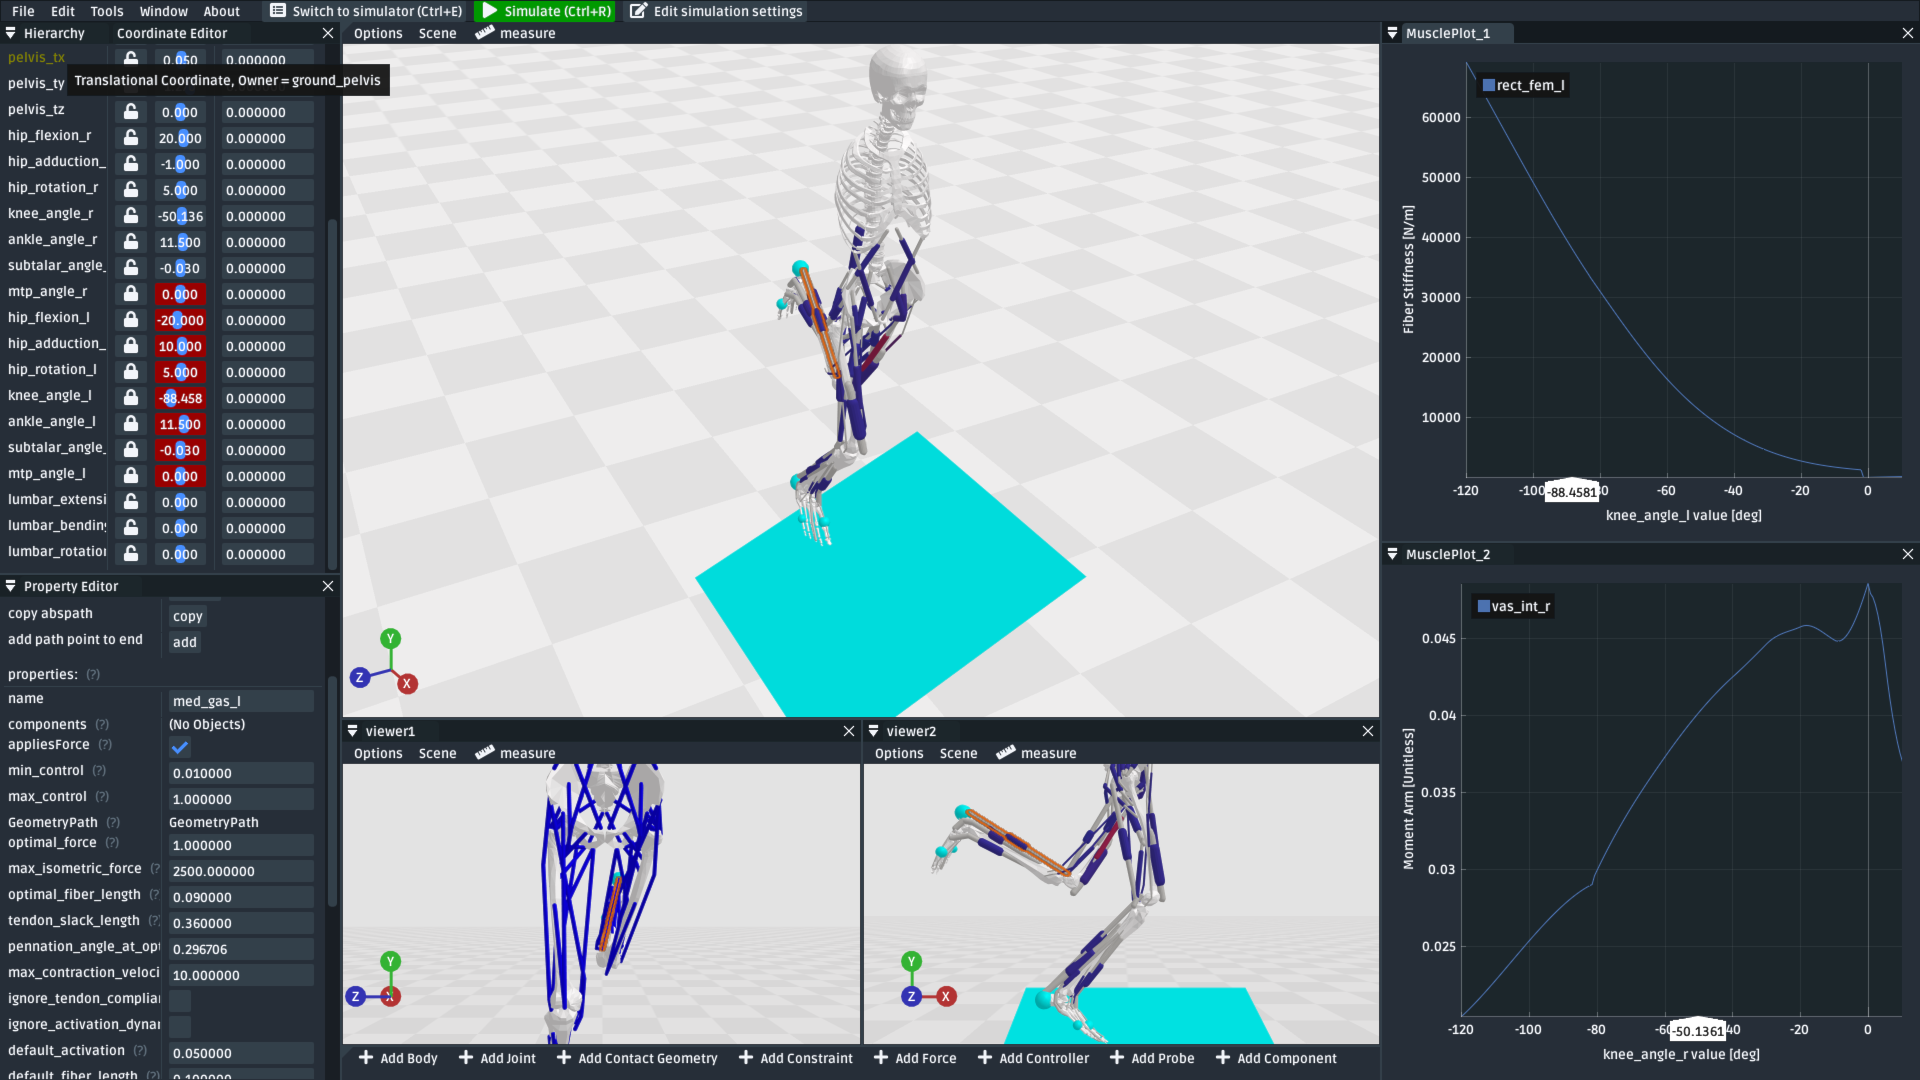 File Edit Tools Window About Switch to simulator (Ctrl+E) Simulate (Ctrl+R) Edit simulation settings
Hierarchy Coordinate Editor
pelvis_tx 0.050 0.000000
Translational Coordinate, Owner = ground_pelvis
pelvis_ty
pelvis_tz 0.000 0.000000
hip_flexion_r 20.000 0.000000
hip_adduction_ -1.000 0.000000
hip_rotation_r 5.000 0.000000
knee_angle_r -50.136 0.000000
ankle_angle_r 11.500 0.000000
subtalar_angle_ -0.030 0.000000
mtp_angle_r 0.000 0.000000
hip_flexion_l -20.000 0.000000
hip_adduction_ 10.000 0.000000
hip_rotation_l 5.000 0.000000
knee_angle_l -88.458 0.000000
ankle_angle_l 11.500 0.000000
subtalar_angle_ -0.030 0.000000
mtp_angle_l 0.000 0.000000
lumbar_extensi 0.000 0.000000
lumbar_bending 0.000 0.000000
lumbar_rotation 0.000 0.000000
Property Editor
copy abspath copy
add path point to end add
properties: (?)
name med_gas_l
components (?) (No Objects)
appliesForce (?)
min_control (?) 0.010000
max_control (?) 1.000000
GeometryPath (?) GeometryPath
optimal_force (?) 1.000000
max_isometric_force (? 2500.000000
optimal_fiber_length (? 0.090000
tendon_slack_length (? 0.360000
pennation_angle_at_opt 0.296706
max_contraction_veloci 10.000000
ignore_tendon_complian
ignore_activation_dynam
default_activation (?) 0.050000
default_fiber_length (?) 0.100000
Options Scene measure
Y
Z
X
viewer1
Options Scene measure
Y
Z X
viewer2
Options Scene measure
Y
Z X
Add Body Add Joint Add Contact Geometry Add Constraint Add Force Add Controller Add Probe Add Component
MusclePlot_1
rect_fem_l
Fiber Stiffness [N/m]
60000
50000
40000
30000
20000
10000
-120 -100 -88.4581 -60 -40 -20 0
knee_angle_l value [deg]
MusclePlot_2
vas_int_r
Moment Arm [Unitless]
0.045
0.04
0.035
0.03
0.025
-120 -100 -80 -50.1361 -20 0
knee_angle_r value [deg]